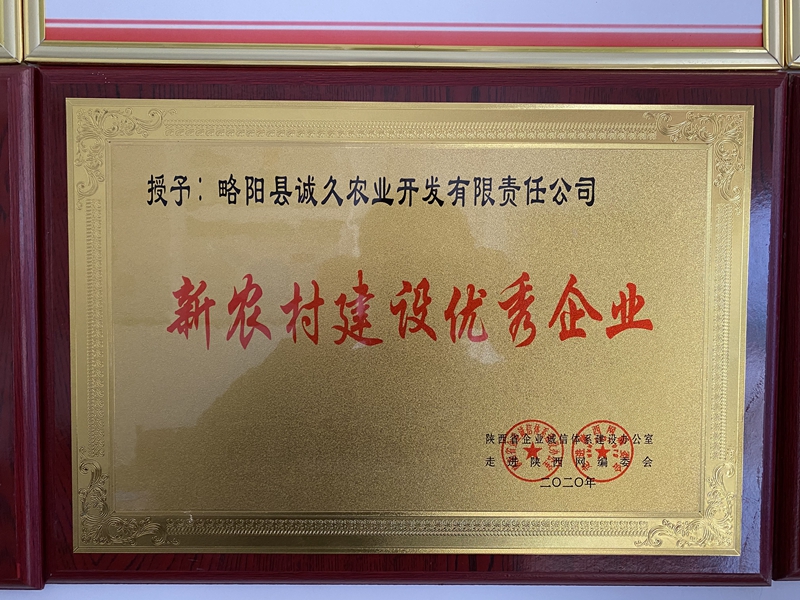 授予：略阳县诚久农业开发有限责任公司
新农村建设优秀企业
陕西省企业诚信体系建设办公室
走进陕西网编委会
二〇二〇年